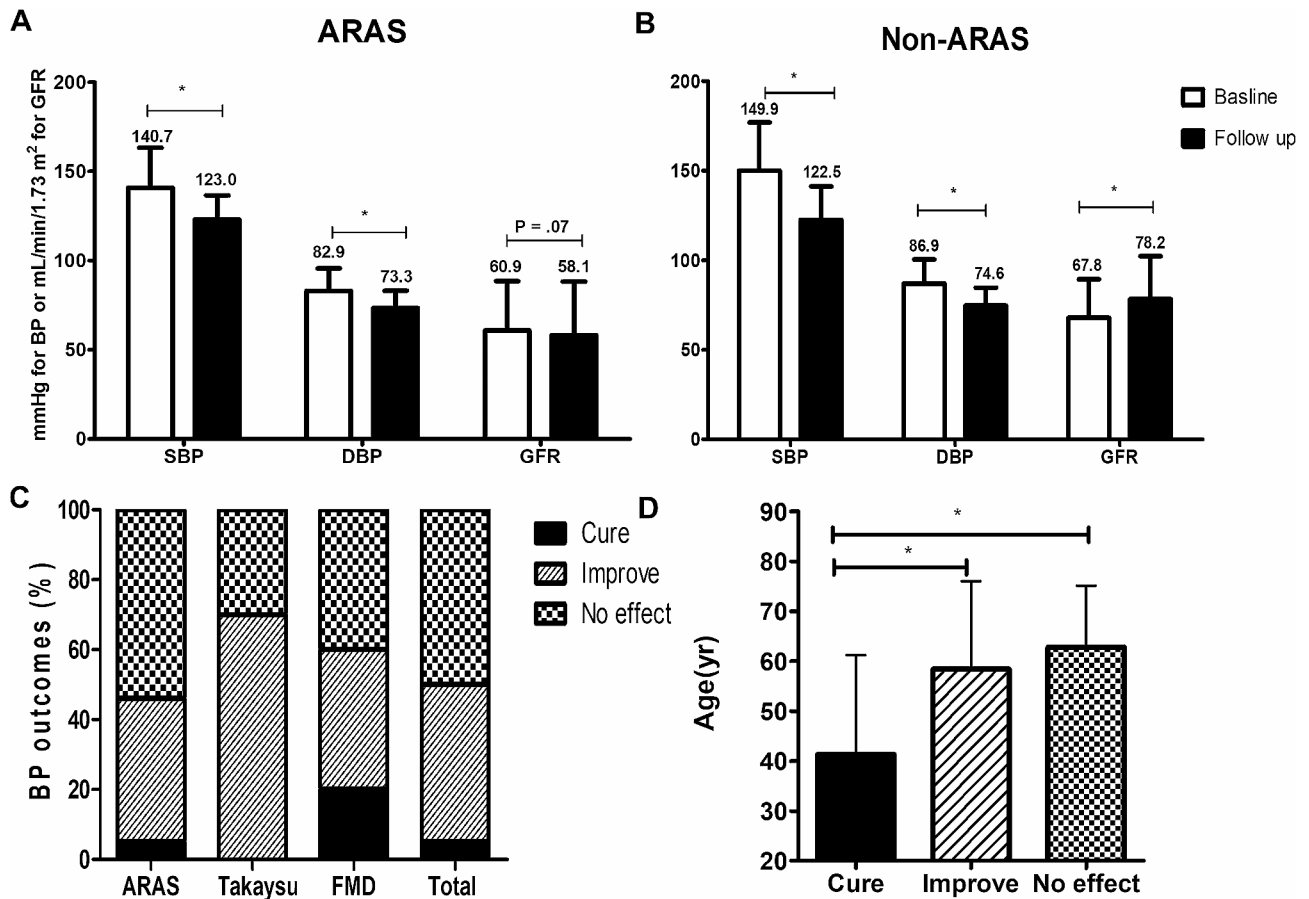 A
ARAS
mmHg for BP or mL/min/1.73 m² for GFR
200
150
100
50
0
140.7
*
123.0
82.9
*
73.3
60.9
P = .07
58.1
SBP
DBP
GFR
B
Non-ARAS
200
150
100
50
0
149.9
*
122.5
86.9
*
74.6
67.8
*
78.2
SBP
DBP
GFR
Basline
Follow up
C
BP outcomes (%)
100
80
60
40
20
0
ARAS
Takaysu
FMD
Total
Cure
Improve
No effect
D
Age(yr)
90
80
70
60
50
40
30
20
*
*
Cure
Improve
No effect